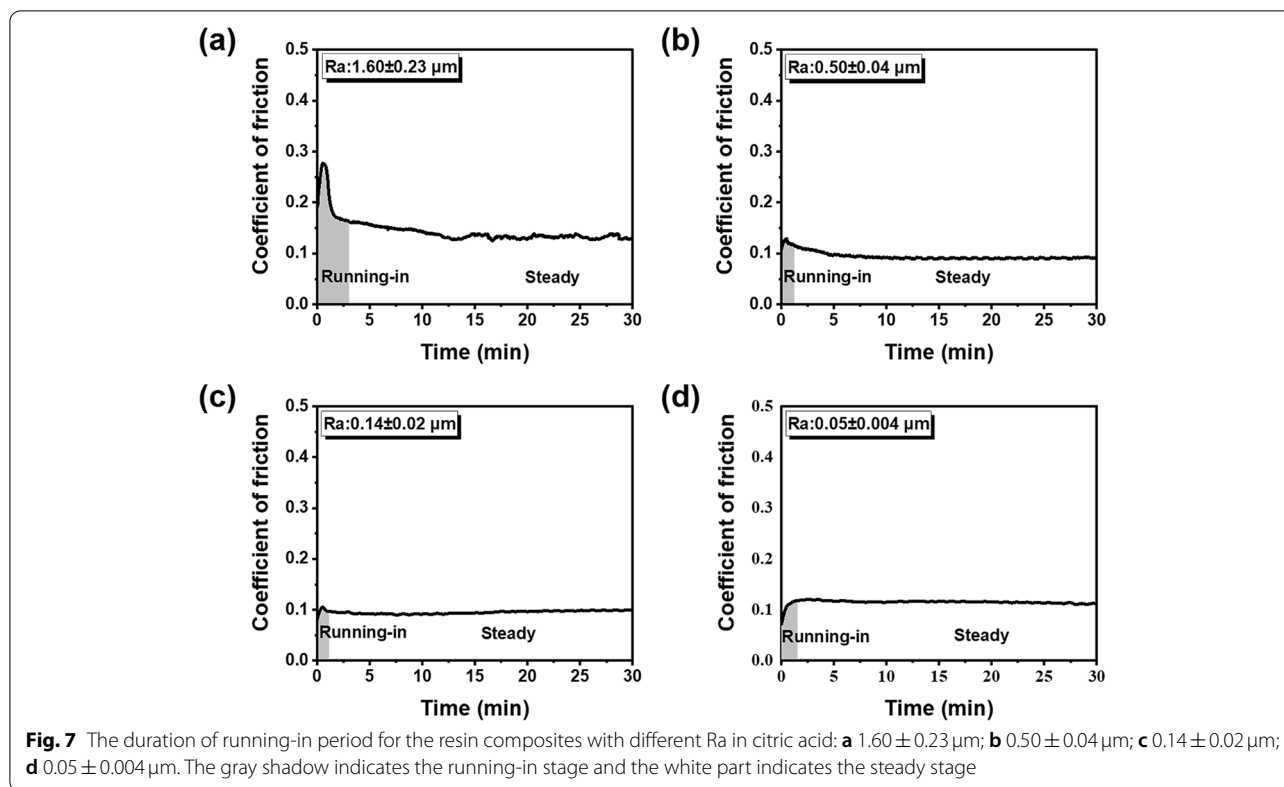 (a)
Ra:1.60±0.23 μm
Coefficient of friction
0.5
0.4
0.3
0.2
0.1
0.0
Running-in
Steady
0 5 10 15 20 25 30
Time (min)
(b)
Ra:0.50±0.04 μm
Coefficient of friction
0.5
0.4
0.3
0.2
0.1
0.0
Running-in
Steady
0 5 10 15 20 25 30
Time (min)
(c)
Ra:0.14±0.02 μm
Coefficient of friction
0.5
0.4
0.3
0.2
0.1
0.0
Running-in
Steady
0 5 10 15 20 25 30
Time (min)
(d)
Ra:0.05±0.004 μm
Coefficient of friction
0.5
0.4
0.3
0.2
0.1
0.0
Running-in
Steady
0 5 10 15 20 25 30
Time (min)
Fig. 7 The duration of running-in period for the resin composites with different Ra in citric acid: a 1.60 ± 0.23 μm; b 0.50 ± 0.04 μm; c 0.14 ± 0.02 μm;
d 0.05 ± 0.004 μm. The gray shadow indicates the running-in stage and the white part indicates the steady stage